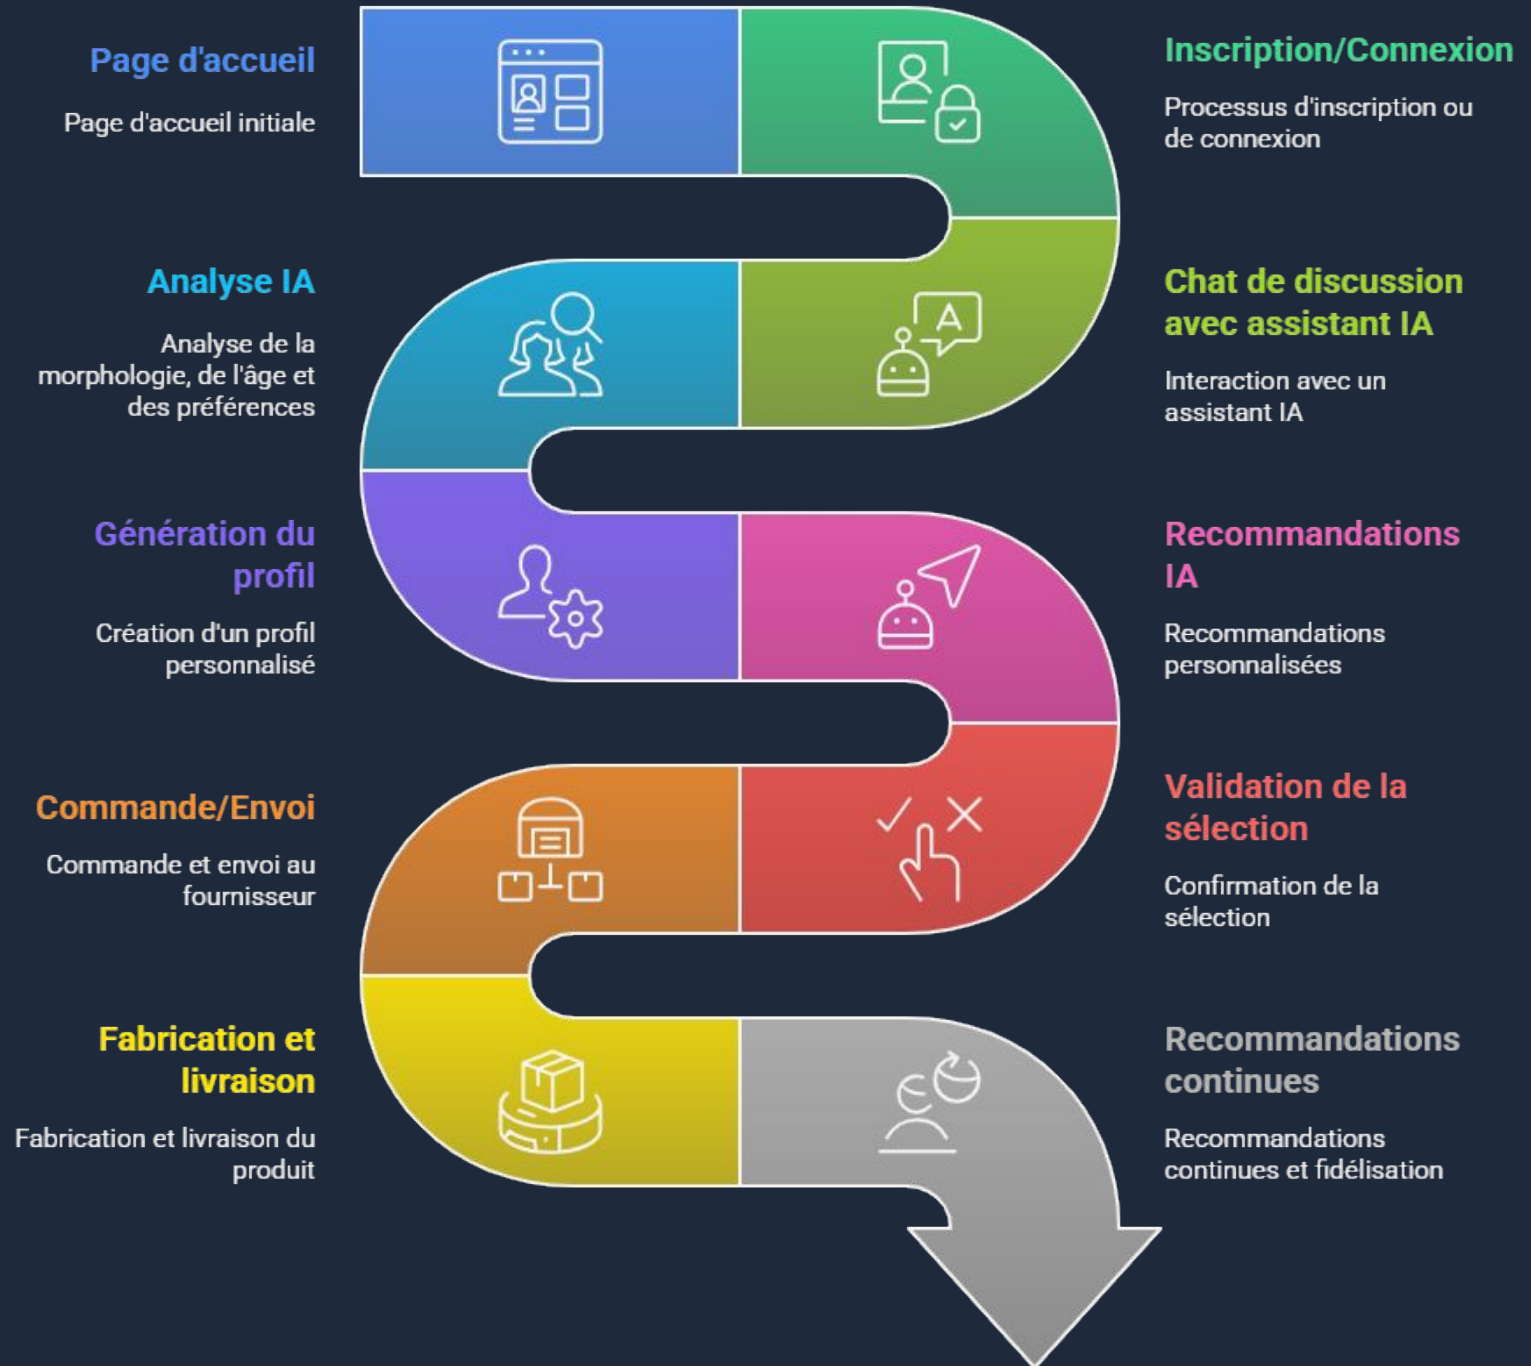 Page d'accueil
Page d'accueil initiale
Inscription/Connexion
Processus d'inscription ou
de connexion
Chat de discussion
avec assistant IA
Interaction avec un
assistant IA
A
Analyse IA
Analyse de la
morphologie, de l'âge et
des préférences
Génération du
profil
Création d'un profil
personnalisé
Recommandations
IA
Recommandations
personnalisées
Validation de la
sélection
Confirmation de la
sélection
Commande/Envoi
Commande et envoi au
fournisseur
Fabrication et
livraison
Fabrication et livraison du
produit
Recommandations
continues
Recommandations
continues et fidélisation